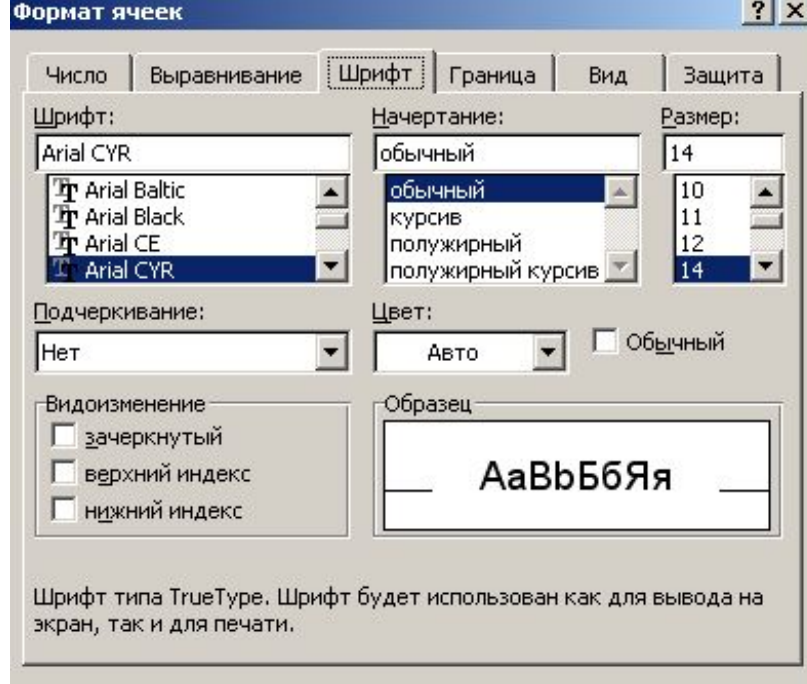 Формат ячеек
Число Выравнивание Шрифт Граница Вид Защита
Шрифт: Начертание: Размер:
Arial CYR обычный 14
Arial Baltic обычный 10
Arial Black курсив 11
Arial CE полужирный 12
Arial CYR полужирный курсив 14
Подчеркивание: Цвет:
Нет Авто Обычный
Видоизменение Образец
зачеркнутый
верхний индекс
нижний индекс
АаBbБбЯя
Шрифт типа TrueType. Шрифт будет использован как для вывода на
экран, так и для печати.